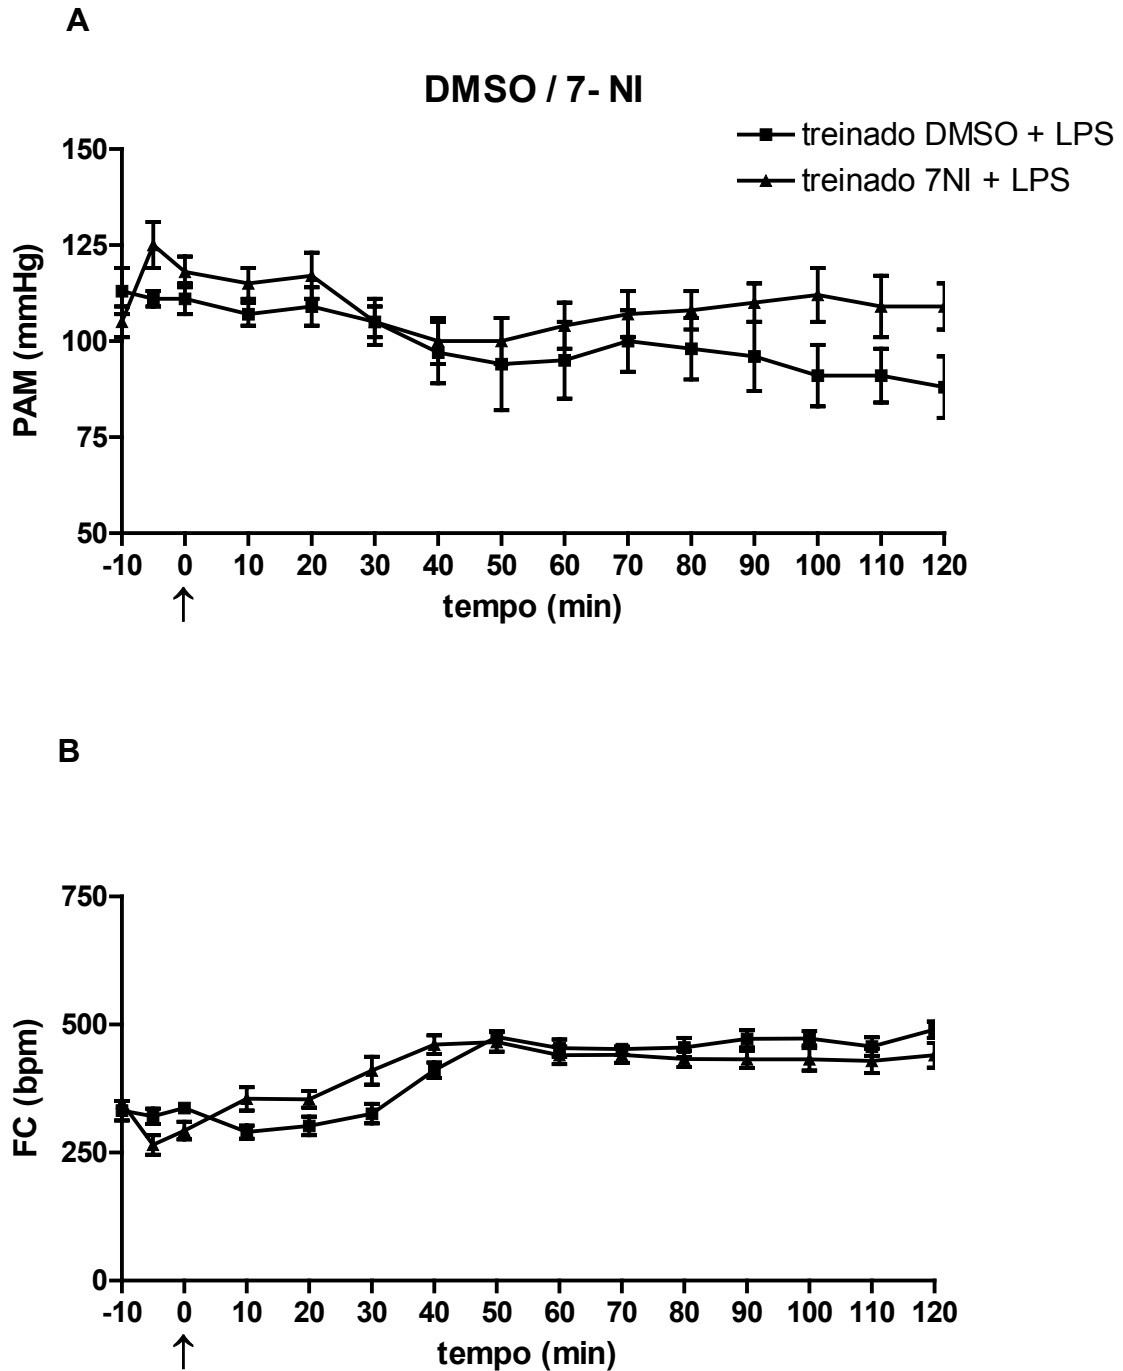 A
DMSO / 7- NI
treinado DMSO + LPS
treinado 7NI + LPS
150
125
100
75
50
PAM (mmHg)
-10 0 10 20 30 40 50 60 70 80 90 100 110 120
↑
tempo (min)
B
750
500
250
0
FC (bpm)
-10 0 10 20 30 40 50 60 70 80 90 100 110 120
↑
tempo (min)